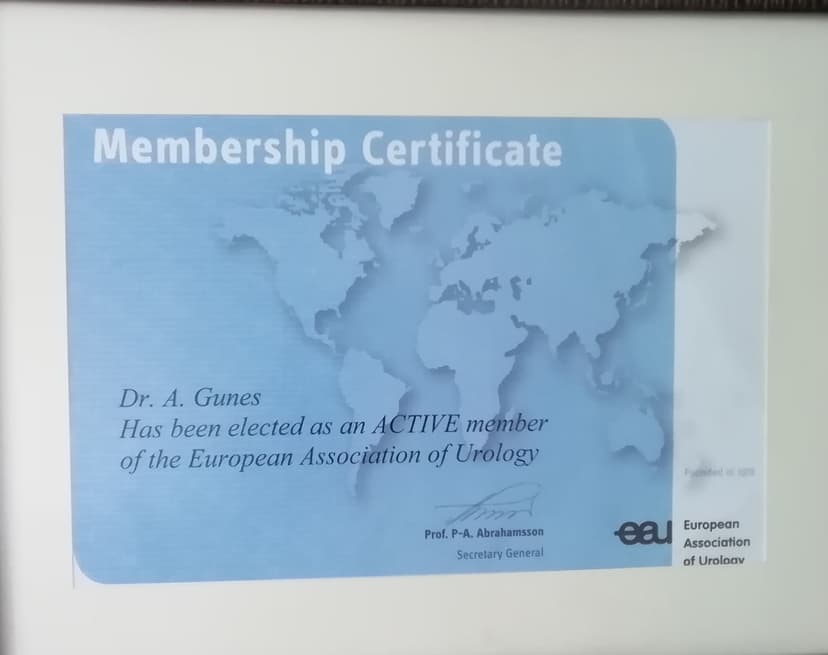 Membership Certificate
Dr. A. Gunes
Has been elected as an ACTIVE member
of the European Association of Urology
Prof. P-A. Abrahamsson
Secretary General
eau
European
Association
of Urology